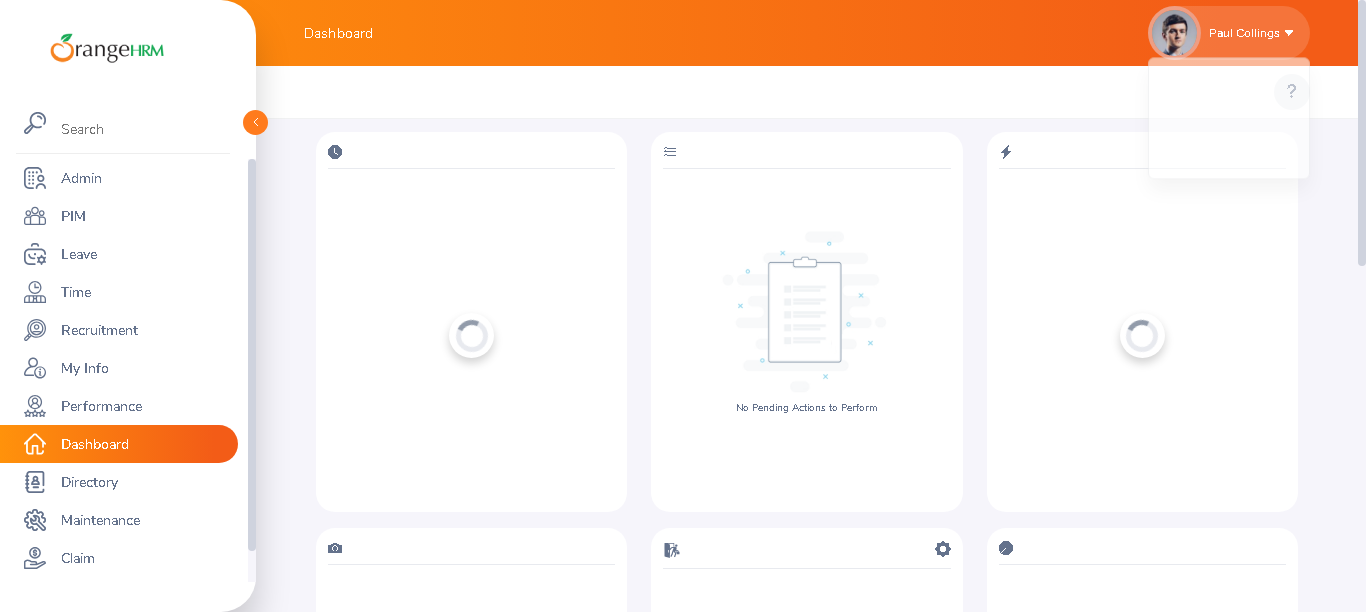 OrangeHRM
Dashboard
Paul Collings
?
Search
Admin
PIM
Leave
Time
Recruitment
My Info
Performance
Dashboard
Directory
Maintenance
Claim
No Pending Actions to Perform